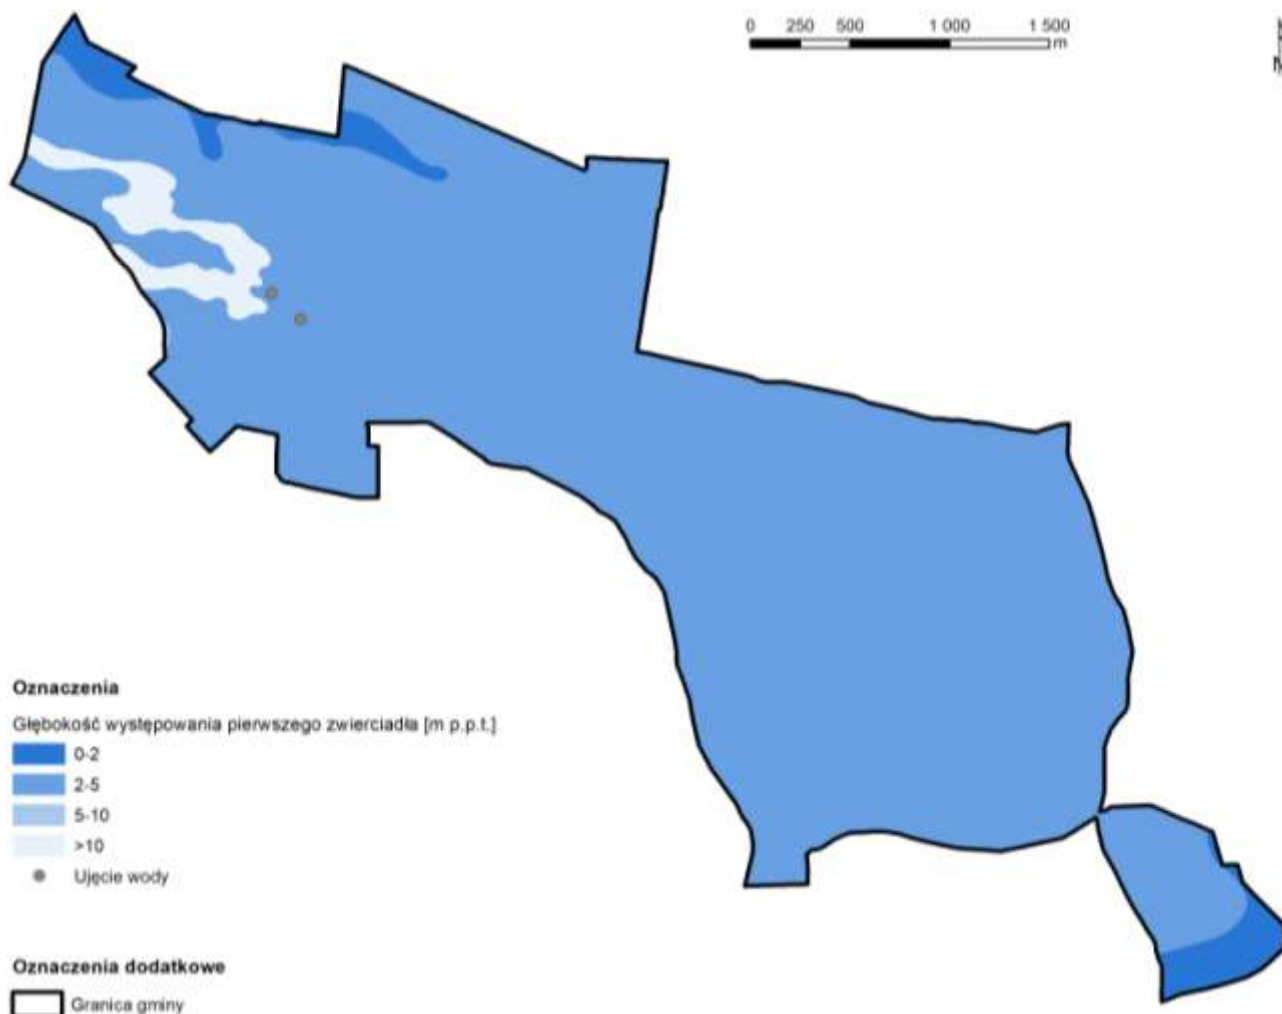 0 250 500 1 000 1 500
m
Oznaczenia
Głębokość występowania pierwszego zwierciadła [m p.p.t.]
0-2
2-5
5-10
>10
Ujęcie wody
Oznaczenia dodatkowe
Granica gminy